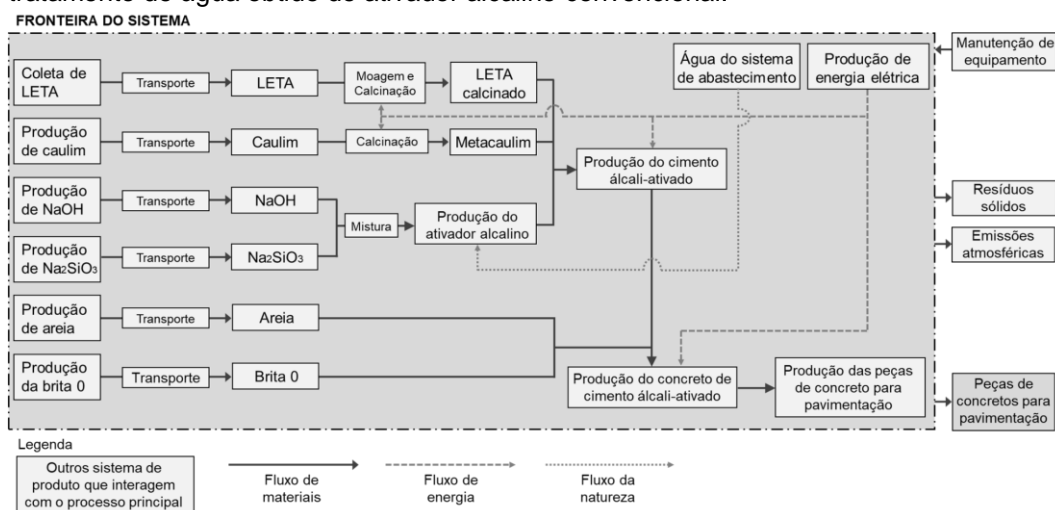 tratamento de água obtido do ativador alcalino convencional.
FRONTEIRA DO SISTEMA
Coleta de
LETA
Transporte
LETA
Moagem e
Calcinação
LETA
calcinado
Água do sistema
de abastecimento
Produção de
energia elétrica
Manutenção de
equipamento
Produção
de caulim
Transporte
Caulim
Calcinação
Metacaulim
Produção do cimento
álcali-ativado
Produção
de NaOH
Transporte
NaOH
Mistura
Produção do
ativador alcalino
Resíduos
sólidos
Produção
de Na2SiO3
Transporte
Na2SiO3
Emissões
atmosféricas
Produção
de areia
Transporte
Areia
Produção
da brita 0
Transporte
Brita 0
Produção do concreto de
cimento álcali-ativado
Produção das peças
de concreto para
pavimentação
Peças de
concretos para
pavimentação
Legenda
Outros sistema de
produto que interagem
com o processo principal
Fluxo de
materiais
Fluxo de
energia
Fluxo da
natureza